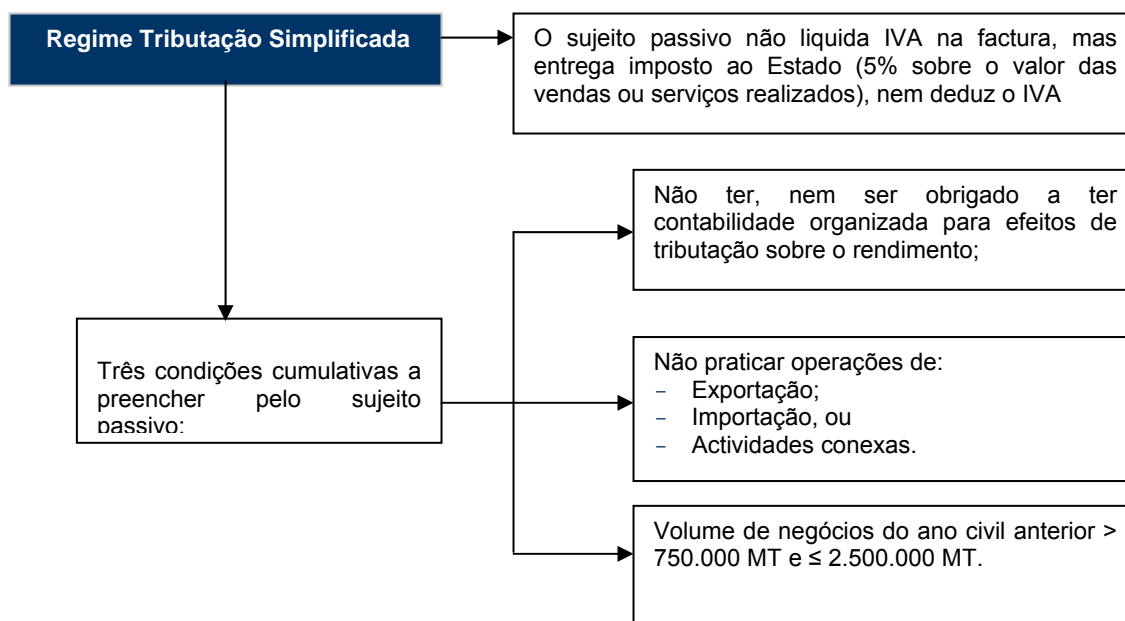 Regime Tributação Simplificada
O sujeito passivo não liquida IVA na factura, mas
entrega imposto ao Estado (5% sobre o valor das
vendas ou serviços realizados), nem deduz o IVA
Não ter, nem ser obrigado a ter
contabilidade organizada para efeitos de
tributação sobre o rendimento;
Três condições cumulativas a
preencher pelo sujeito
passivo:
Não praticar operações de:
- Exportação;
- Importação, ou
- Actividades conexas.
Volume de negócios do ano civil anterior >
750.000 MT e ≤ 2.500.000 MT.